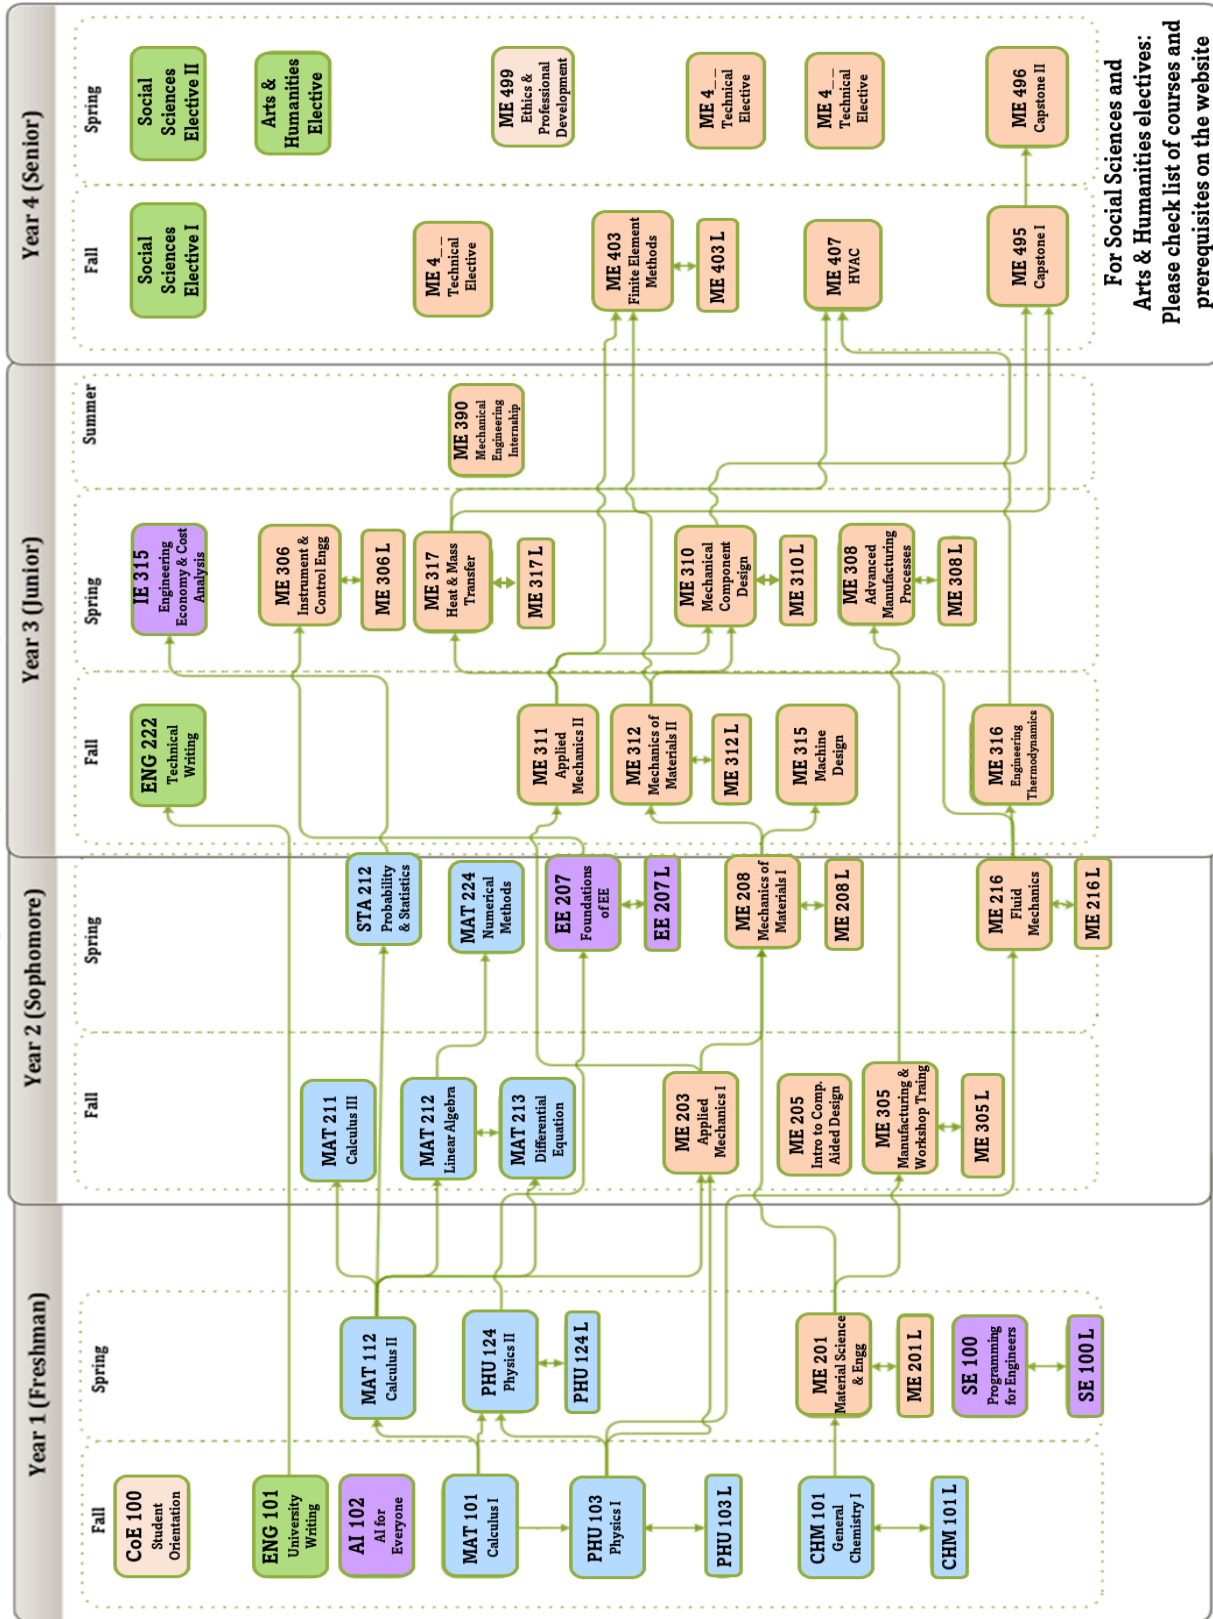 Year 1 (Freshman)
Fall
CoE 100
Student
Orientation
ENG 101
University
Writing
AI 102
AI for
Everyone
MAT 101
Calculus I
PHU 103
Physics I
PHU 103 L
CHM 101
General
Chemistry I
CHM 101 L
Spring
MAT 112
Calculus II
PHU 124
Physics II
PHU 124 L
ME 201
Material Science
& Engg
ME 201 L
SE 100
Programming
for Engineers
SE 100 L
Year 2 (Sophomore)
Fall
MAT 211
Calculus III
MAT 212
Linear Algebra
MAT 213
Differential
Equation
ME 203
Applied
Mechanics I
ME 205
Intro to Comp.
Aided Design
ME 305
Manufacturing &
Workshop Traing
ME 305 L
Spring
STA 212
Probability
& Statistics
MAT 224
Numerical
Methods
EE 207
Foundations
of EE
EE 207 L
ME 208
Mechanics of
Materials I
ME 208 L
ME 216
Fluid
Mechanics
ME 216 L
Year 3 (Junior)
Fall
ENG 222
Technical
Writing
ME 311
Applied
Mechanics II
ME 312
Mechanics of
Materials II
ME 312 L
ME 315
Machine
Design
ME 316
Engineering
Thermodynamics
Spring
IE 315
Engineering
Economy & Cost
Analysis
ME 306
Instrument &
Control Engg
ME 306 L
ME 317
Heat & Mass
Transfer
ME 317 L
ME 310
Mechanical
Component
Design
ME 310 L
ME 308
Advanced
Manufacturing
Processes
ME 308 L
Summer
ME 390
Mechanical
Engineering
Internship
Year 4 (Senior)
Fall
Social
Sciences
Elective I
ME 4_ _
Technical
Elective
ME 403
Finite Element
Methods
ME 403 L
ME 407
HVAC
ME 495
Capstone I
Spring
Social
Sciences
Elective II
Arts &
Humanities
Elective
ME 499
Ethics &
Professional
Development
ME 4_ _
Technical
Elective
ME 4_ _
Technical
Elective
ME 496
Capstone II
For Social Sciences and
Arts & Humanities electives:
Please check list of courses and
prerequisites on the website